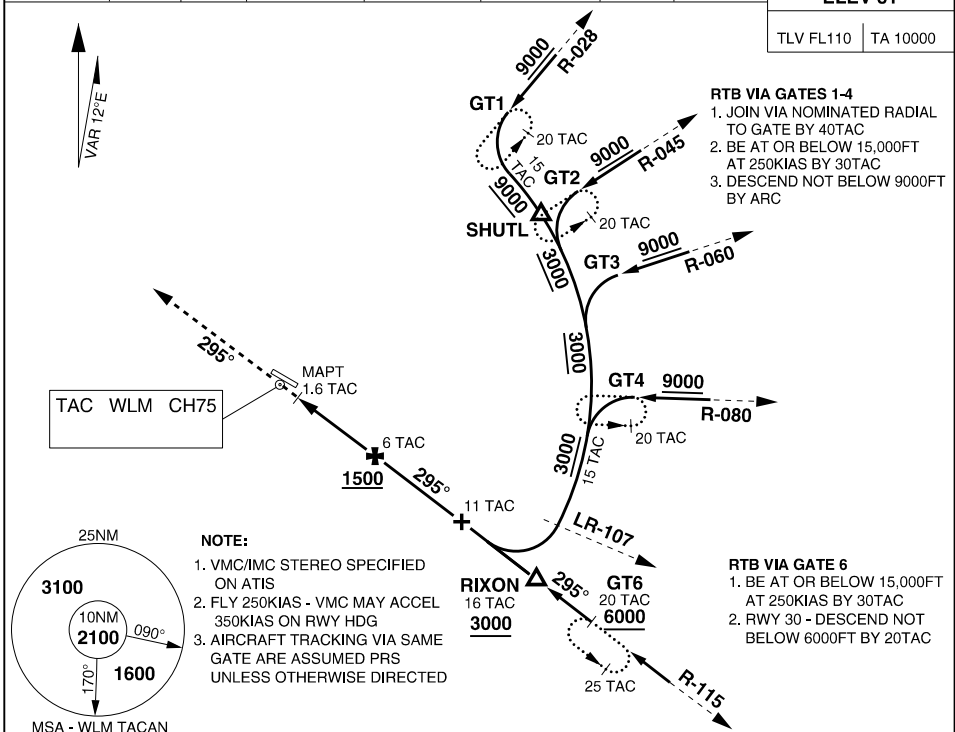 ELEV 31
TLV FL110 TA 10000
VAR 12°E
9000
R-028
GT1
20 TAC
15 TAC
9000
GT2
9000
R-045
20 TAC
SHUTL
3000
GT3
9000
R-060
3000
GT4
9000
R-080
20 TAC
3000
15 TAC
RTB VIA GATES 1-4
1. JOIN VIA NOMINATED RADIAL
TO GATE BY 40TAC
2. BE AT OR BELOW 15,000FT
AT 250KIAS BY 30TAC
3. DESCEND NOT BELOW 9000FT
BY ARC
295°
MAPT
1.6 TAC
TAC WLM CH75
6 TAC
1500
295°
11 TAC
LR-107
RIXON
16 TAC
3000
295°
GT6
20 TAC
6000
25 TAC
R-115
25NM
3100
10NM
2100
090°
170°
1600
MSA - WLM TACAN
NOTE:
1. VMC/IMC STEREO SPECIFIED
ON ATIS
2. FLY 250KIAS - VMC MAY ACCEL
350KIAS ON RWY HDG
3. AIRCRAFT TRACKING VIA SAME
GATE ARE ASSUMED PRS
UNLESS OTHERWISE DIRECTED
RTB VIA GATE 6
1. BE AT OR BELOW 15,000FT
AT 250KIAS BY 30TAC
2. RWY 30 - DESCEND NOT
BELOW 6000FT BY 20TAC